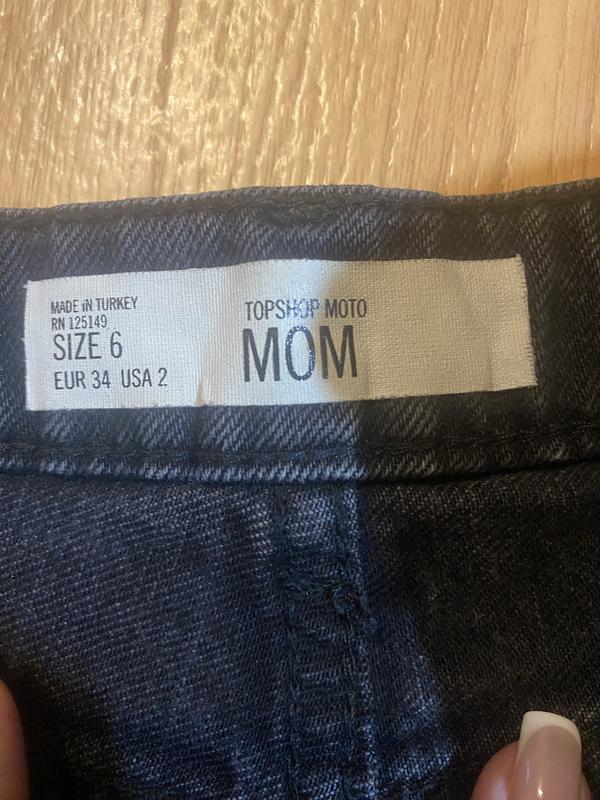 MADE IN TURKEY
RN 125149
SIZE 6
EUR 34 USA 2
TOPSHOP MOTO
MOM